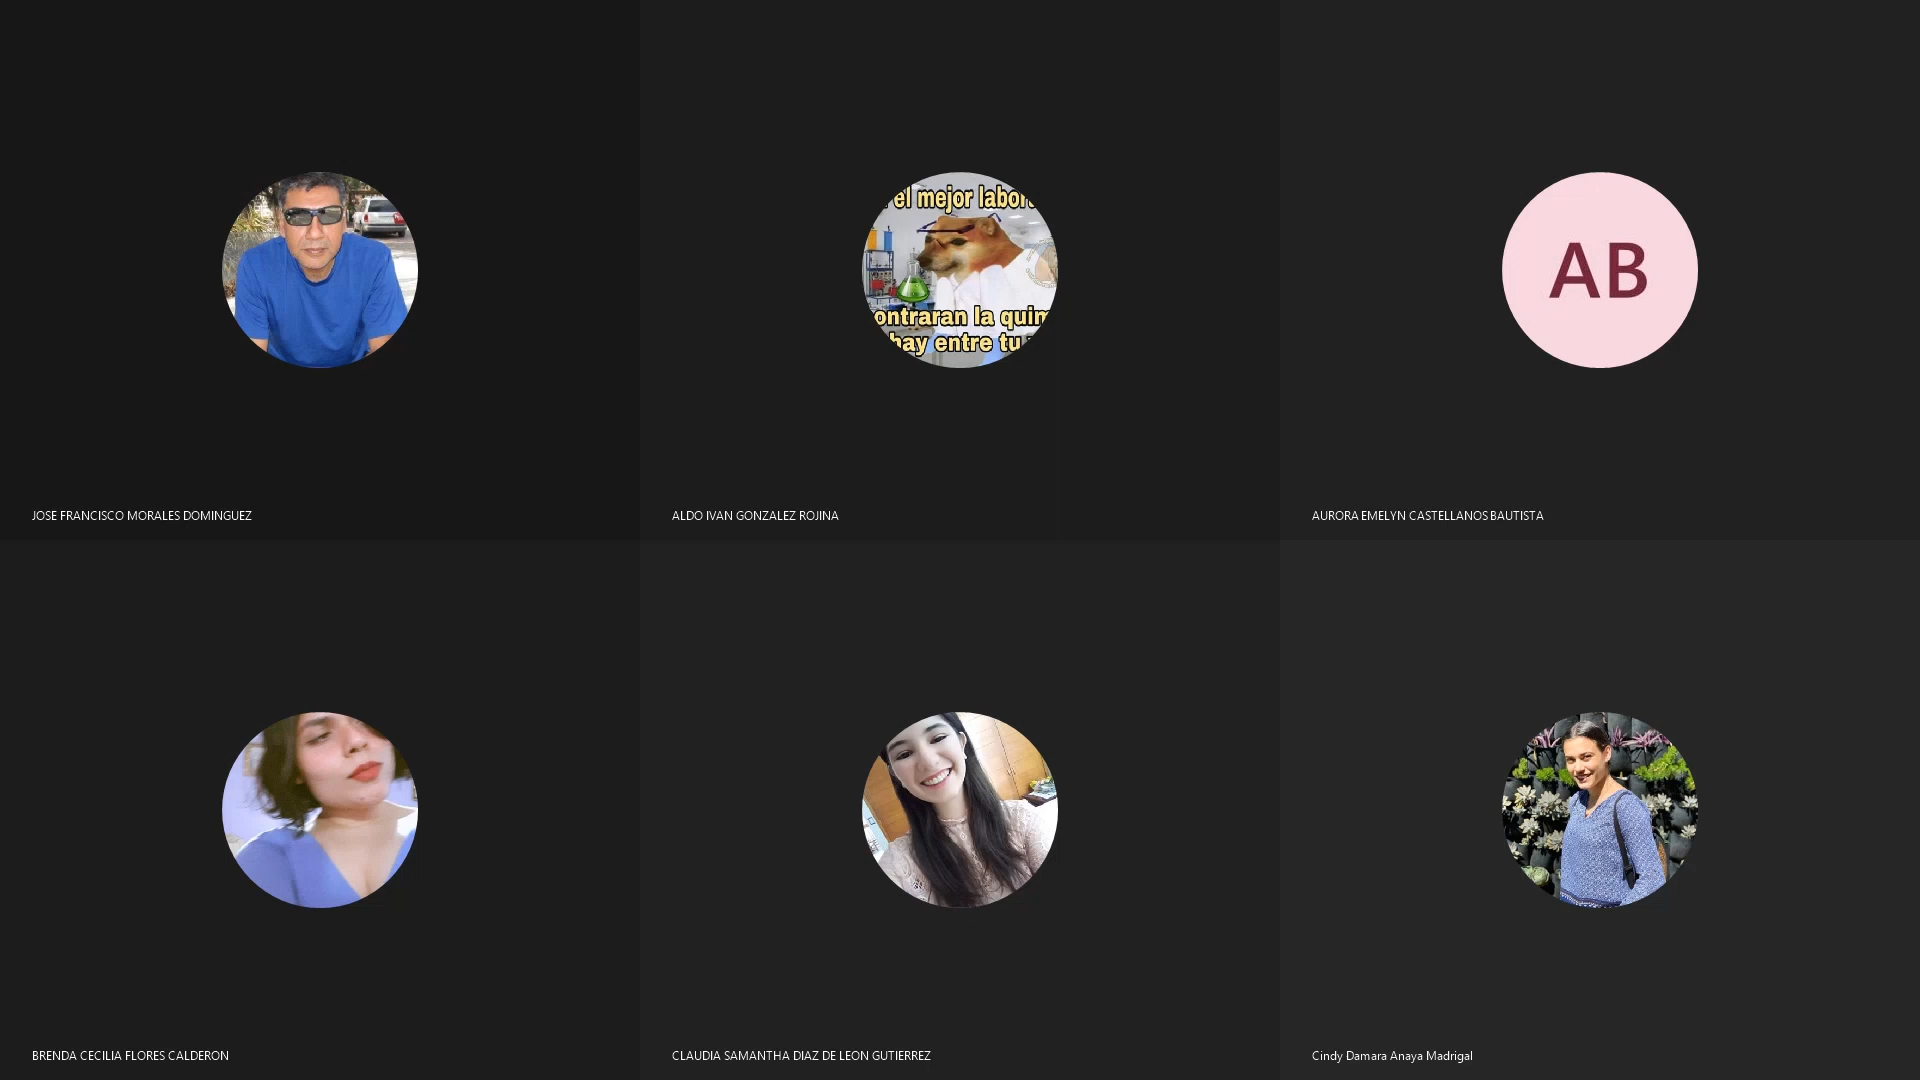 el mejor labor
ontraran la quim
hay entre tu
AB
JOSE FRANCISCO MORALES DOMINGUEZ
ALDO IVAN GONZALEZ ROJINA
AURORA EMELYN CASTELLANOS BAUTISTA
BRENDA CECILIA FLORES CALDERON
CLAUDIA SAMANTHA DIAZ DE LEON GUTIERREZ
Cindy Damara Anaya Madrigal